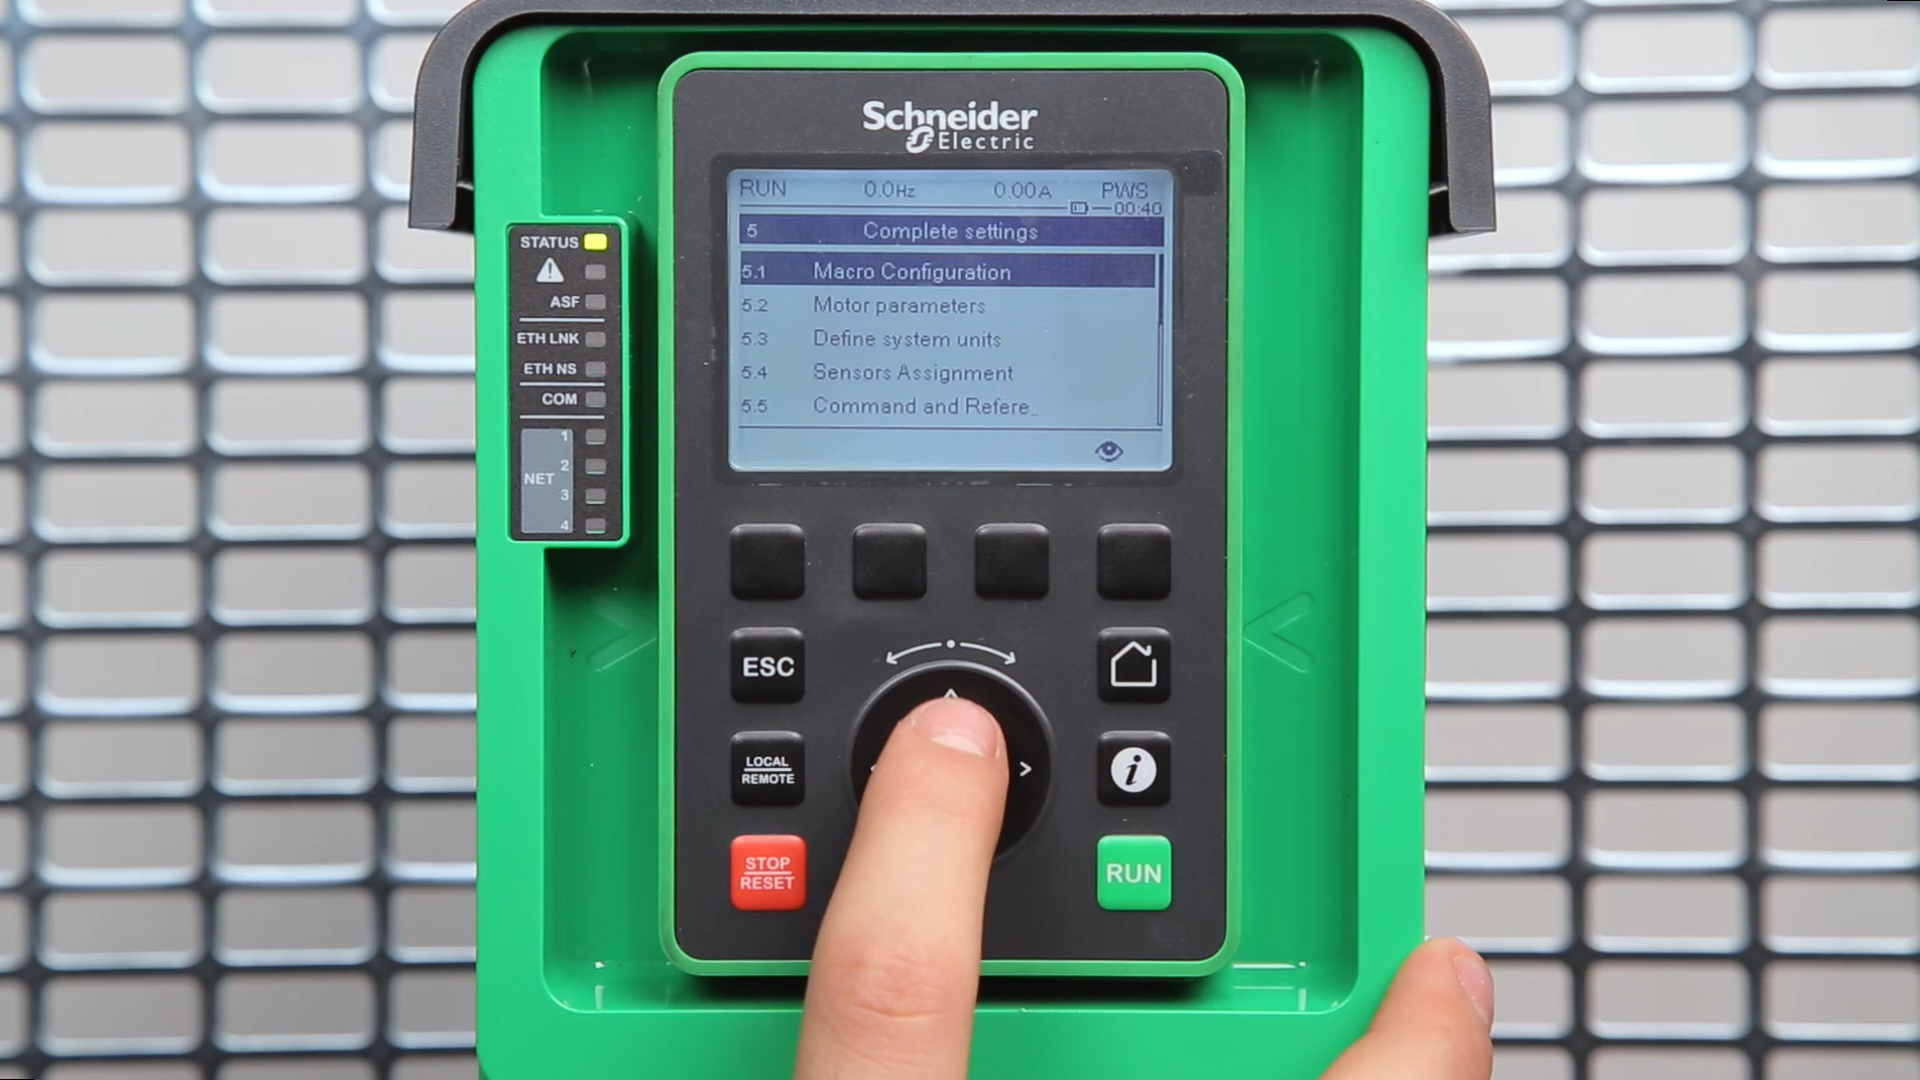 Schneider
Electric
RUN 0.0Hz 0.00A PWS
00:40
5 Complete settings
5.1 Macro Configuration
5.2 Motor parameters
5.3 Define system units
5.4 Sensors Assignment
5.5 Command and Refere..
STATUS
ASF
ETH LNK
ETH NS
COM
NET
1
2
3
4
ESC
LOCAL
REMOTE
i
STOP
RESET
RUN